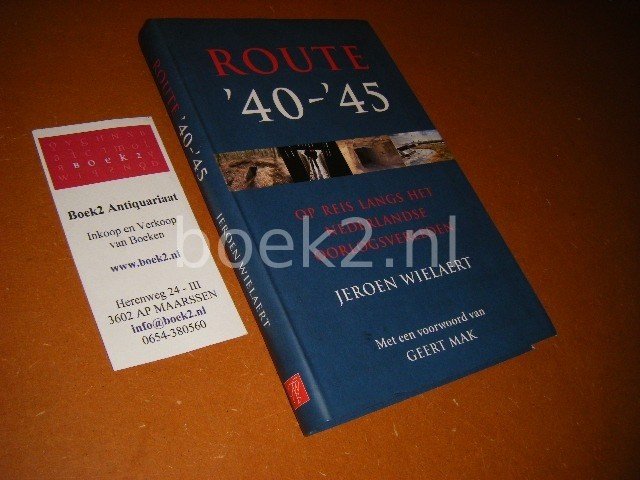 ROUTE
'40-'45
OP REIS LANGS HET
NEDERLANDSE
OORLOGSVERLEDEN
JEROEN WIELAERT
Met een voorwoord van
GEERT MAK
ROUTE '40-'45
JEROEN WIELAERT
BOEK2
Boek2 Antiquariaat
Inkoop en Verkoop
van Boeken
www.boek2.nl
Herenweg 24 - III
3602 AP MAARSSEN
info@boek2.nl
0654-380560
boek2.nl